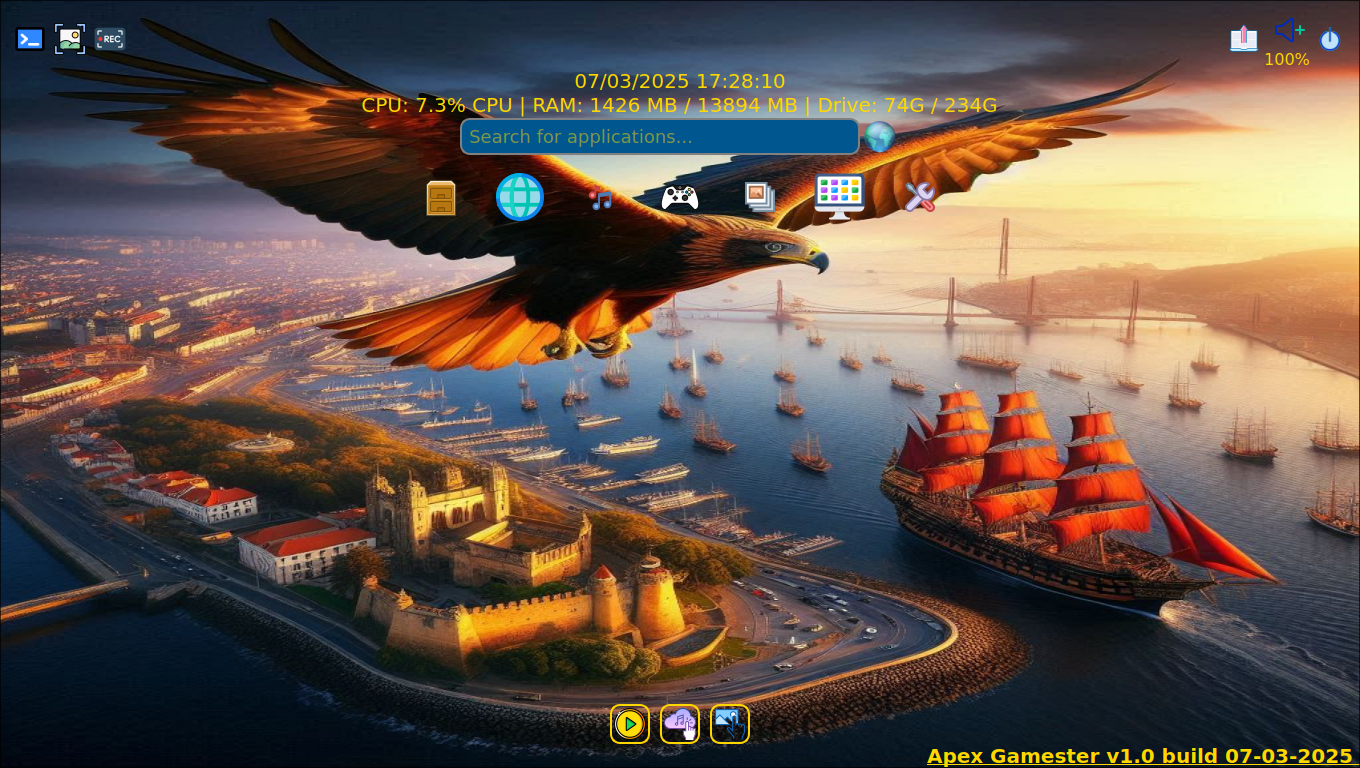 REC
100%
07/03/2025 17:28:10
CPU: 7.3% CPU | RAM: 1426 MB / 13894 MB | Drive: 74G / 234G
Search for applications...
Apex Gamester v1.0 build 07-03-2025